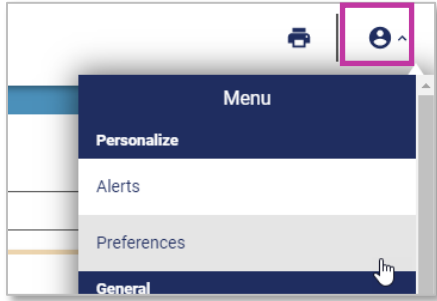 Menu
Personalize
Alerts
Preferences
General